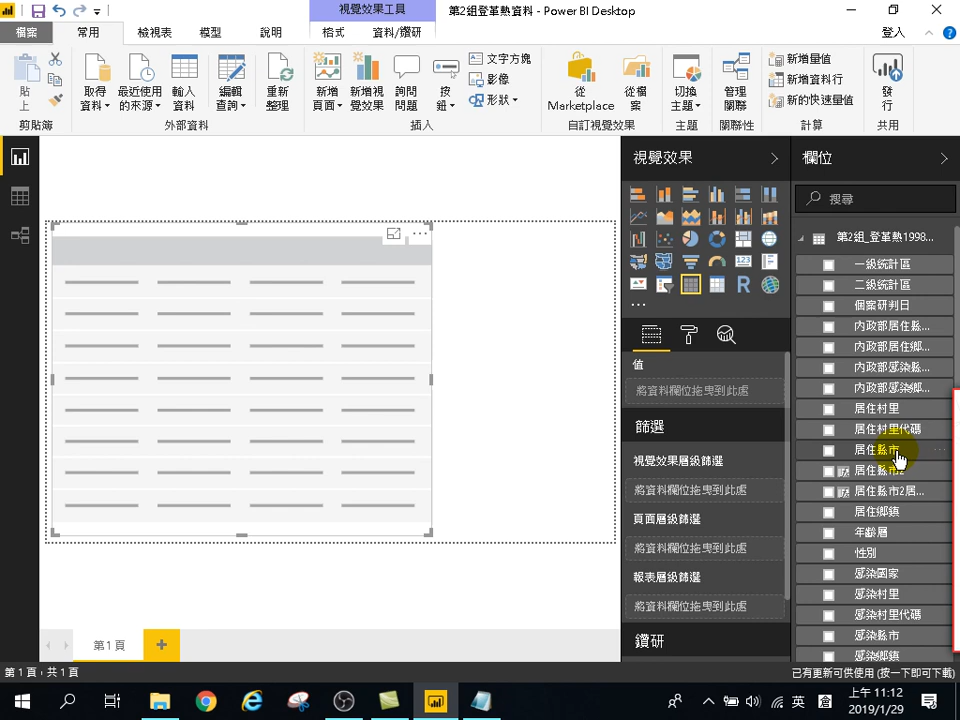 視覺效果工具
第2組登革熱資料 - Power BI Desktop
檔案
常用
檢視表
模型
說明
格式
資料/鑽研
登入
貼上
剪貼簿
取得資料
最近使用的來源
輸入資料
外部資料
編輯查詢
重新整理
新增頁面
新增視覺效果
詢問問題
按鈕
文字方塊
影像
形狀
插入
從 Marketplace
從檔案
自訂視覺效果
切換主題
主題
管理關聯
關聯性
新增量值
新增資料行
新的快速量值
計算
發行
共用
視覺效果
欄位
搜尋
第2組_登革熱1998...
一級統計區
二級統計區
個案研判日
內政部居住縣...
內政部居住鄉...
內政部感染縣...
內政部感染鄉...
居住村里
居住村里代碼
居住縣市
居住縣市2
居住縣市2居...
居住鄉鎮
年齡層
性別
感染國家
感染村里
感染村里代碼
感染縣市
感染鄉鎮
123
R
值
將資料欄位拖曳到此處
篩選
視覺效果層級篩選
將資料欄位拖曳到此處
頁面層級篩選
將資料欄位拖曳到此處
報表層級篩選
將資料欄位拖曳到此處
鑽研
第1頁
第 1 頁，共 1 頁
已有更新可供使用 (按一下即可下載)
英
上午 11:12
2019/1/29